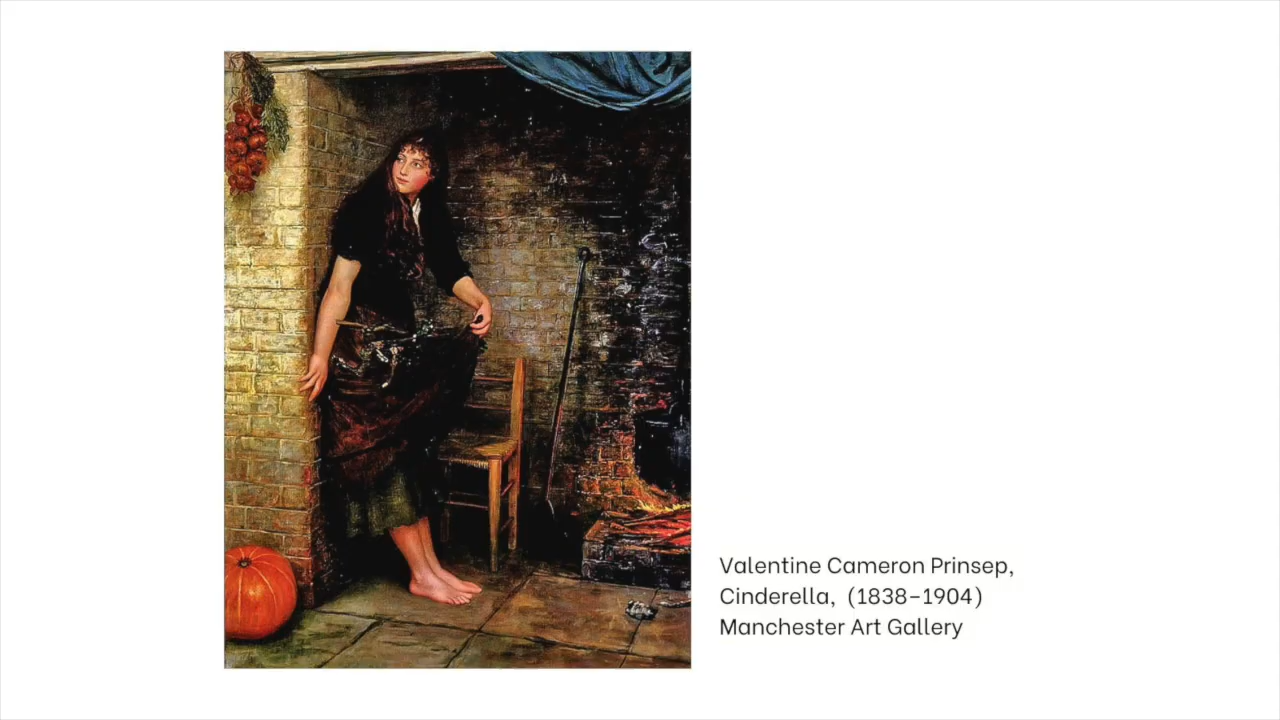 Valentine Cameron Prinsep,
Cinderella, (1838–1904)
Manchester Art Gallery